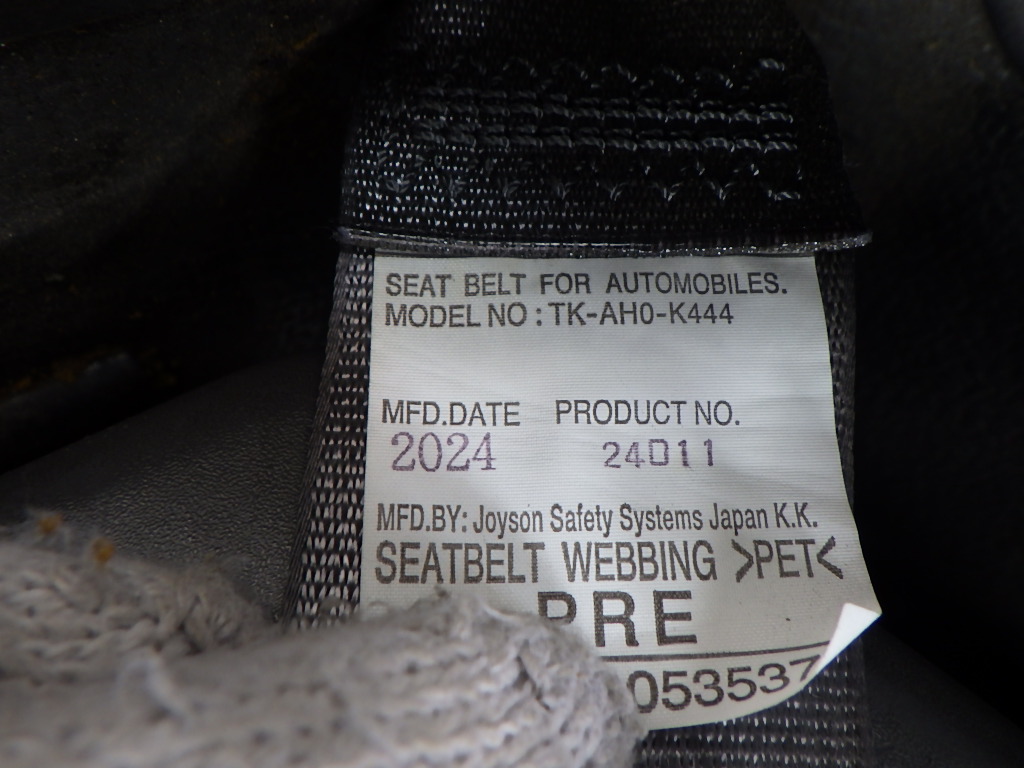 SEAT BELT FOR AUTOMOBILES.
MODEL NO : TK-AH0-K444
MFD.DATE PRODUCT NO.
2024 24D11
MFD.BY: Joyson Safety Systems Japan K.K.
SEATBELT WEBBING >PET<
PRE
053537